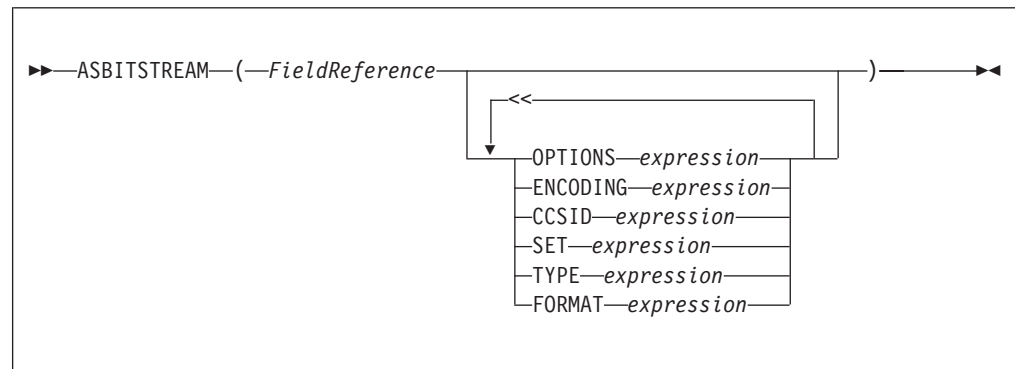 ASBITSTREAM ( FieldReference )
<<
OPTIONS expression
ENCODING expression
CCSID expression
SET expression
TYPE expression
FORMAT expression